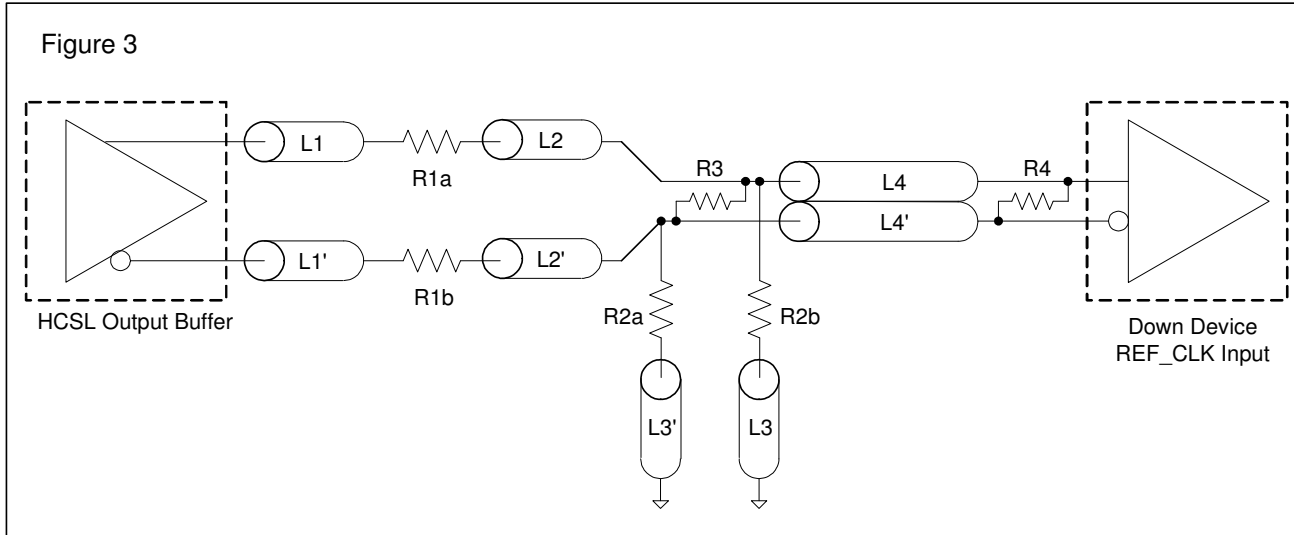 Figure 3
L1
R1a
L2
R3
L4
R4
L4'
L1'
R1b
L2'
HCSL Output Buffer
R2a
R2b
Down Device
REF_CLK Input
L3'
L3